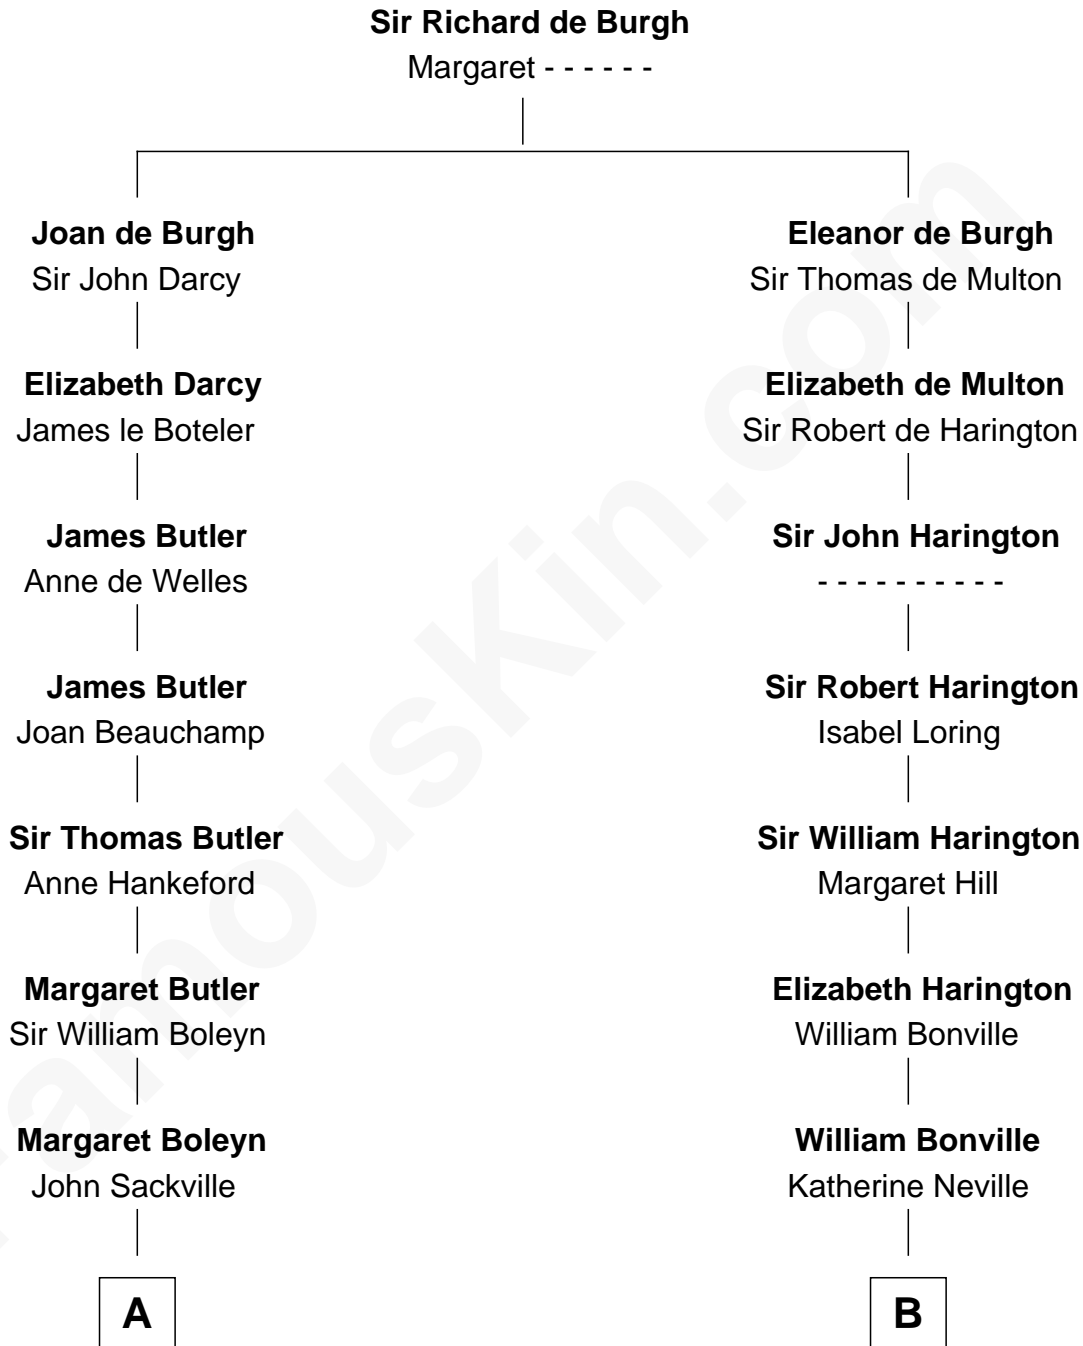 Sir Richard de Burgh
Margaret - - - - - -
Joan de Burgh
Sir John Darcy
Eleanor de Burgh
Sir Thomas de Multon
Elizabeth Darcy
James le Boteler
Elizabeth de Multon
Sir Robert de Harington
James Butler
Anne de Welles
Sir John Harington
- - - - - - - - - -
James Butler
Joan Beauchamp
Sir Robert Harington
Isabel Loring
Sir Thomas Butler
Anne Hankeford
Sir William Harington
Margaret Hill
Margaret Butler
Sir William Boleyn
Elizabeth Harington
William Bonville
Margaret Boleyn
John Sackville
William Bonville
Katherine Neville
A
B
famouskin.com